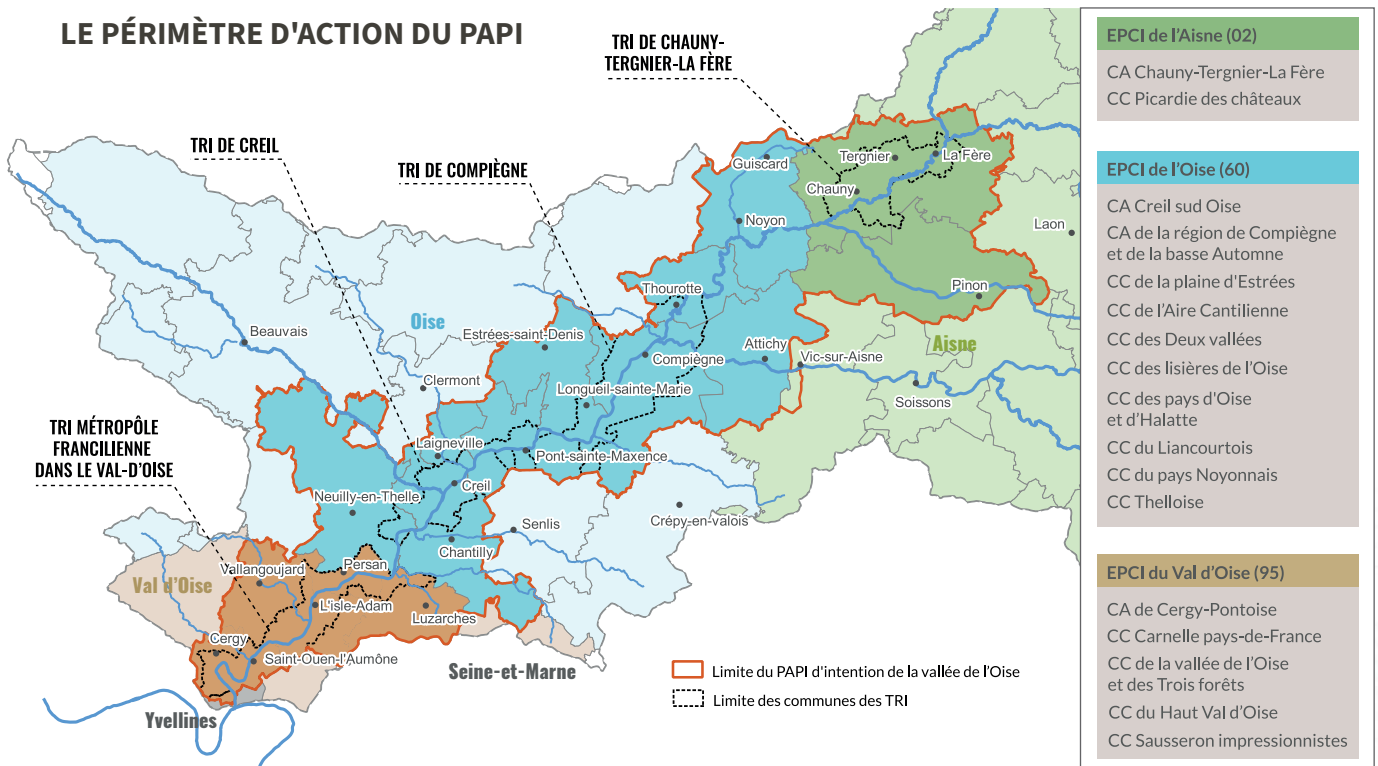 LE PÉRIMÈTRE D'ACTION DU PAPI
TRI DE CHAUNY-
TERGNIER-LA FÈRE
TRI DE CREIL
TRI DE COMPIÈGNE
TRI MÉTROPÔLE
FRANCILIENNE
DANS LE VAL-D'OISE
Guiscard
Tergnier
La Fère
Chauny
Noyon
Laon
Thourotte
Pinon
Beauvais
Oise
Estrées-saint-Denis
Aisne
Compiègne
Attichy
Vic-sur-Aisne
Clermont
Longueil-sainte-Marie
Soissons
Laigneville
Pont-sainte-Maxence
Creil
Neuilly-en-Thelle
Crépy-en-valois
Senlis
Chantilly
Vallangoujard
Persan
Val d'Oise
L'isle-Adam
Luzarches
Cergy
Saint-Ouen-l'Aumône
Seine-et-Marne
Yvellines
Limite du PAPI d'intention de la vallée de l'Oise
Limite des communes des TRI
EPCI de l'Aisne (02)
CA Chauny-Tergnier-La Fère
CC Picardie des châteaux
EPCI de l'Oise (60)
CA Creil sud Oise
CA de la région de Compiègne
et de la basse Automne
CC de la plaine d'Estrées
CC de l'Aire Cantilienne
CC des Deux vallées
CC des lisières de l'Oise
CC des pays d'Oise
et d'Halatte
CC du Liancourtois
CC du pays Noyonnais
CC Thelloise
EPCI du Val d'Oise (95)
CA de Cergy-Pontoise
CC Carnelle pays-de-France
CC de la vallée de l'Oise
et des Trois forêts
CC du Haut Val d'Oise
CC Sausseron impressionnistes